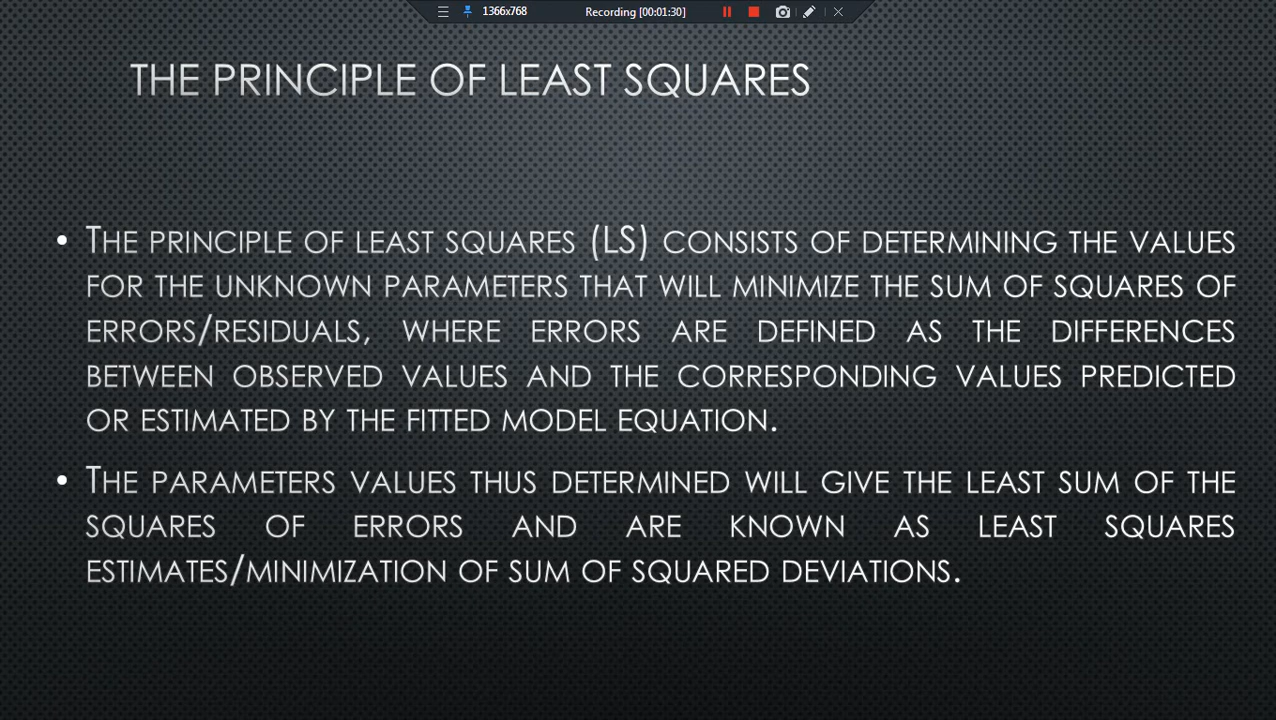 1366x768 Recording [00:01:30]
THE PRINCIPLE OF LEAST SQUARES
• THE PRINCIPLE OF LEAST SQUARES (LS) CONSISTS OF DETERMINING THE VALUES
FOR THE UNKNOWN PARAMETERS THAT WILL MINIMIZE THE SUM OF SQUARES OF
ERRORS/RESIDUALS, WHERE ERRORS ARE DEFINED AS THE DIFFERENCES
BETWEEN OBSERVED VALUES AND THE CORRESPONDING VALUES PREDICTED
OR ESTIMATED BY THE FITTED MODEL EQUATION.
• THE PARAMETERS VALUES THUS DETERMINED WILL GIVE THE LEAST SUM OF THE
SQUARES OF ERRORS AND ARE KNOWN AS LEAST SQUARES
ESTIMATES/MINIMIZATION OF SUM OF SQUARED DEVIATIONS.